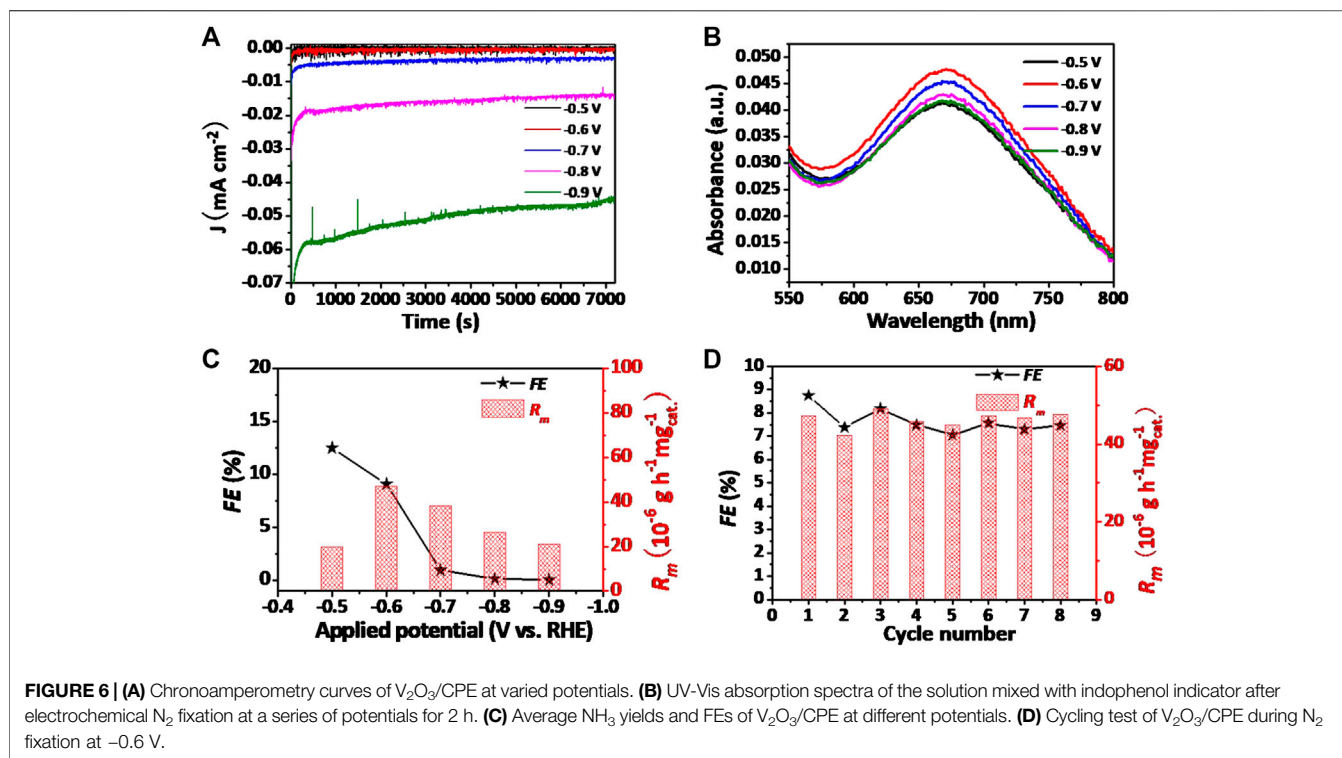 A
0.00
-0.01
-0.02
-0.03
-0.04
-0.05
-0.06
-0.07
J (mA cm-2)
-0.5 V
-0.6 V
-0.7 V
-0.8 V
-0.9 V
0 1000 2000 3000 4000 5000 6000 7000
Time (s)
B
0.050
0.045
0.040
0.035
0.030
0.025
0.020
0.015
0.010
Absorbance (a.u.)
-0.5 V
-0.6 V
-0.7 V
-0.8 V
-0.9 V
550 600 650 700 750 800
Wavelength (nm)
C
20
15
10
5
0
FE (%)
FE
Rm
100
80
60
40
20
0
Rm (10-6 g h-1 mg-1cat.)
-0.4 -0.5 -0.6 -0.7 -0.8 -0.9 -1.0
Applied potential (V vs. RHE)
D
10
9
8
7
6
5
4
3
2
1
0
FE (%)
FE
Rm
60
40
20
0
Rm (10-6 g h-1 mg-1cat.)
0 1 2 3 4 5 6 7 8 9
Cycle number
FIGURE 6 | (A) Chronoamperometry curves of V2O3/CPE at varied potentials. (B) UV-Vis absorption spectra of the solution mixed with indophenol indicator after
electrochemical N2 fixation at a series of potentials for 2 h. (C) Average NH3 yields and FEs of V2O3/CPE at different potentials. (D) Cycling test of V2O3/CPE during N2
fixation at −0.6 V.